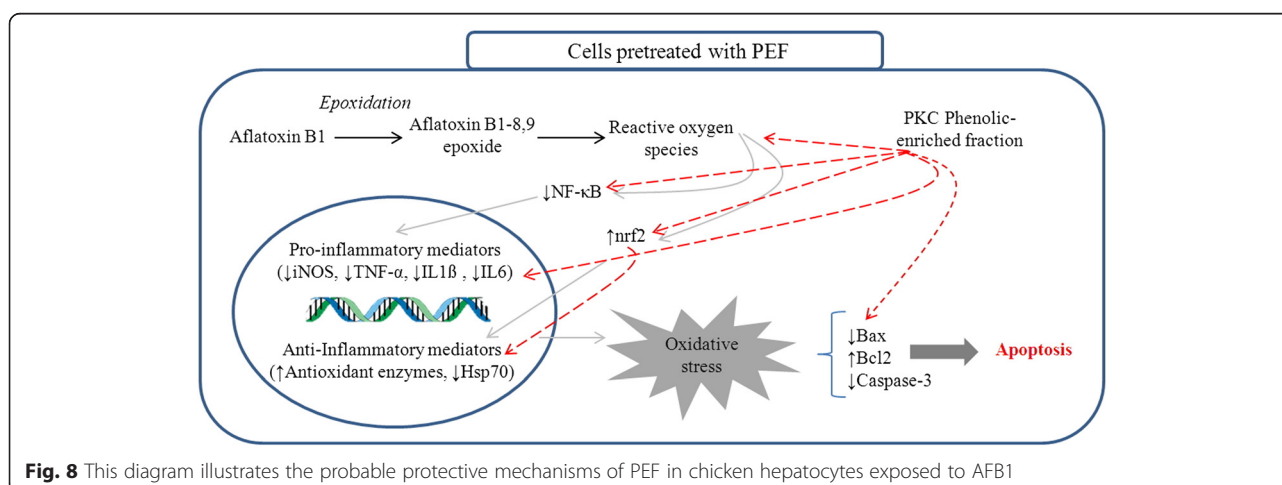 Cells pretreated with PEF
Epoxidation
Aflatoxin B1
Aflatoxin B1-8,9
epoxide
Reactive oxygen
species
PKC Phenolic-
enriched fraction
↓NF-κB
↑nrf2
Pro-inflammatory mediators
(↓iNOS, ↓TNF-α, ↓IL1ß , ↓IL6)
Anti-Inflammatory mediators
(↑Antioxidant enzymes, ↓Hsp70)
Oxidative
stress
↓Bax
↑Bcl2
↓Caspase-3
Apoptosis
Fig. 8 This diagram illustrates the probable protective mechanisms of PEF in chicken hepatocytes exposed to AFB1